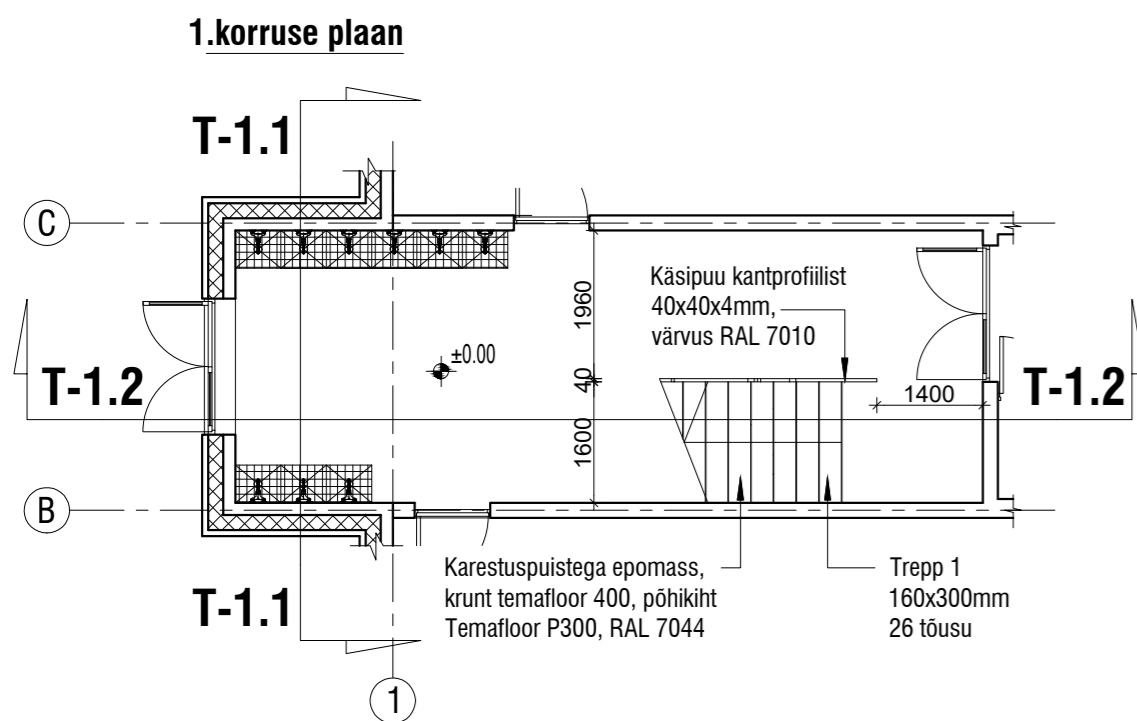 1.korruse plaan
T-1.1
C
Käsipuu kantprofiilist
40x40x4mm,
värvus RAL 7010
1960
±0.00
40
T-1.2
1400
T-1.2
1600
B
Karestuspuistega epomass,
krunt temafloor 400, põhikiht
Temafloor P300, RAL 7044
Trepp 1
160x300mm
26 tõusu
T-1.1
1